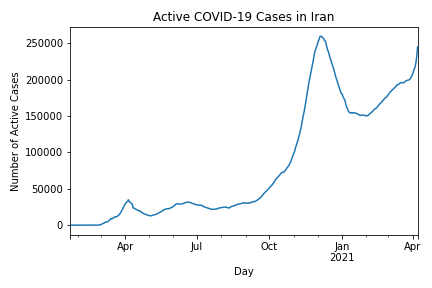 Active COVID-19 Cases in Iran
Number of Active Cases
250000
200000
150000
100000
50000
0
Apr Jul Oct Jan Apr
2021
Day